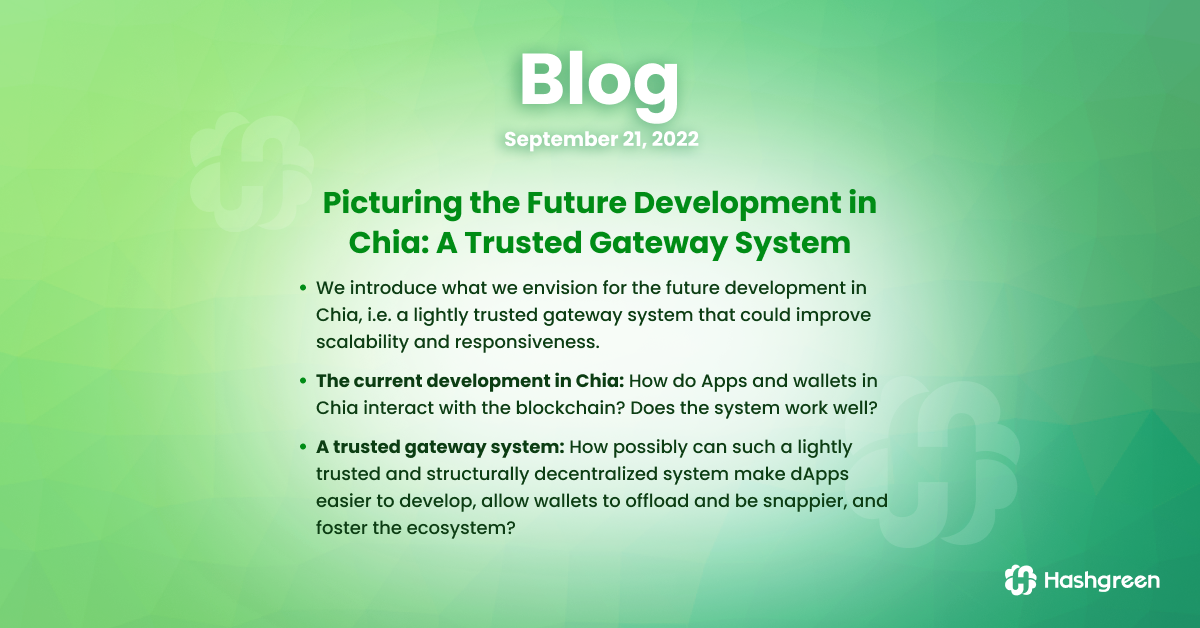 Blog
September 21, 2022
Picturing the Future Development in
Chia: A Trusted Gateway System
• We introduce what we envision for the future development in
Chia, i.e. a lightly trusted gateway system that could improve
scalability and responsiveness.
• The current development in Chia: How do Apps and wallets in
Chia interact with the blockchain? Does the system work well?
• A trusted gateway system: How possibly can such a lightly
trusted and structurally decentralized system make dApps
easier to develop, allow wallets to offload and be snappier, and
foster the ecosystem?
Hashgreen